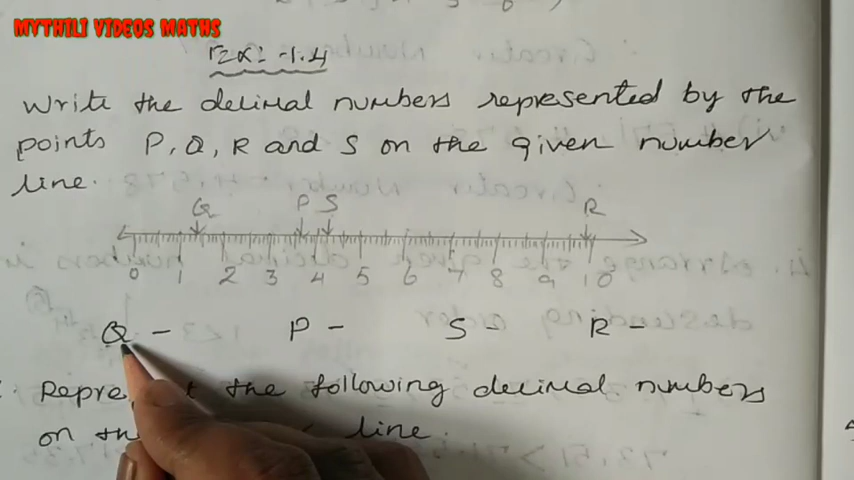 MYTHILI VIDEOS MATHS
Ex: -1.4
Write the decimal numbers represented by the
points P, Q, R and S on the given number
line.
Q P S R
0 1 2 3 4 5 6 7 8 9 10
Q - P - S - R -
the following decimal numbers
on line.